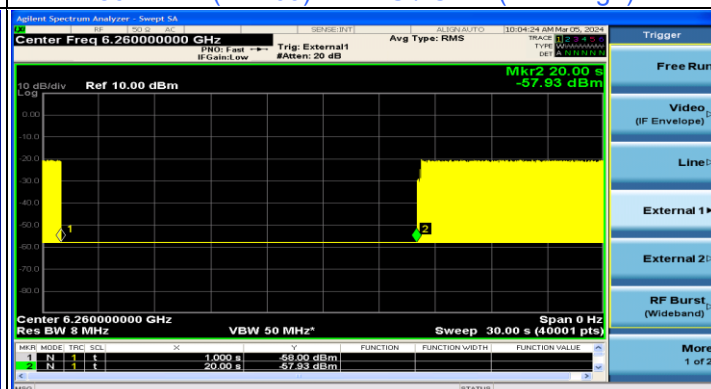 Agilent Spectrum Analyzer - Swept SA
RF 50 Ω AC SENSE:INT ALIGNAUTO 10:04:24 AM Mar 05, 2024
Center Freq 6.260000000 GHz
PNO: Fast
IFGain:Low
Trig: External1
#Atten: 20 dB
Avg Type: RMS
TRACE 1 2 3 4 5 6
TYPE WWWWWW
DET A NNNNN
Mkr2 20.00 s
-57.93 dBm
10 dB/div Ref 10.00 dBm
Log
0.00
-10.0
-20.0
-30.0
-40.0
-50.0
-60.0
-70.0
-80.0
1
2
Center 6.260000000 GHz Span 0 Hz
Res BW 8 MHz VBW 50 MHz* Sweep 30.00 s (40001 pts)
MKR MODE TRC SCL X Y FUNCTION FUNCTION WIDTH FUNCTION VALUE
1 N 1 t 1.000 s -58.00 dBm
2 N 1 t 20.00 s -57.93 dBm
MSG STATUS
Trigger
Free Run
Video
(IF Envelope)
Line
External 1
External 2
RF Burst
(Wideband)
More
1 of 2